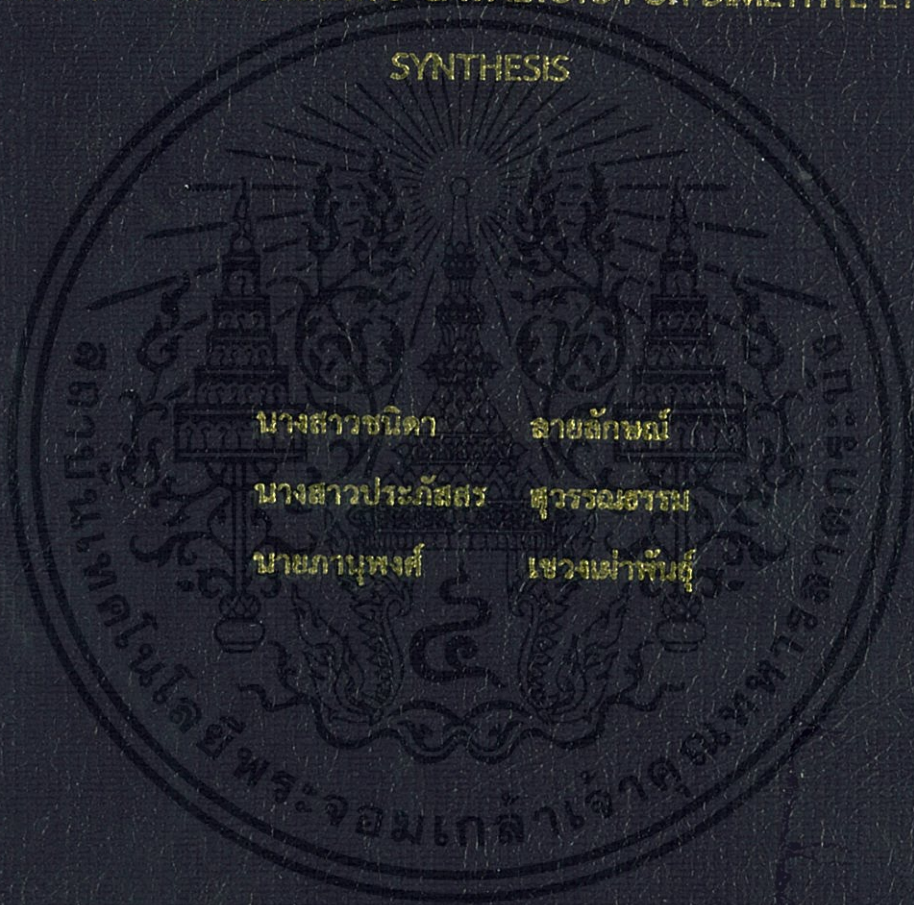 FOR DIMETHYL
SYNTHESIS
นางสาวชนิดา ลายลักษณ์
นางสาวประภัสสร สุวรรณธรรม
นายภานุพงศ์ เชวงเผ่าพันธุ์
สถาบันเทคโนโลยีพระจอมเกล้าเจ้าคุณทหารลาดกระบัง